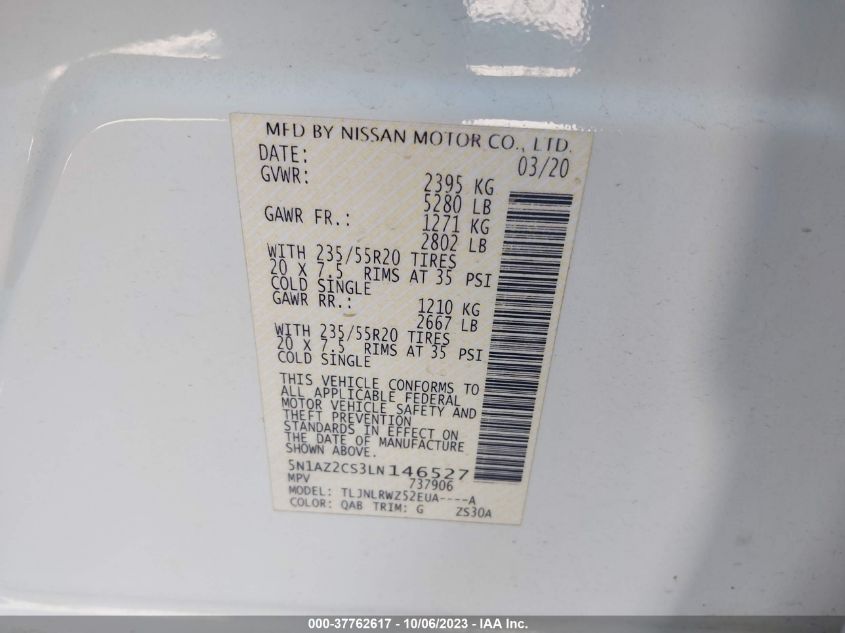 MFD BY NISSAN MOTOR CO., LTD.
DATE: 03/20
GVWR: 2395 KG
5280 LB
GAWR FR.: 1271 KG
2802 LB
WITH 235/55R20 TIRES
20 X 7.5 RIMS AT 35 PSI
COLD SINGLE
GAWR RR.: 1210 KG
2667 LB
WITH 235/55R20 TIRES
20 X 7.5 RIMS AT 35 PSI
COLD SINGLE
THIS VEHICLE CONFORMS TO
ALL APPLICABLE FEDERAL
MOTOR VEHICLE SAFETY AND
THEFT PREVENTION
STANDARDS IN EFFECT ON
THE DATE OF MANUFACTURE
SHOWN ABOVE.
5N1AZ2CS3LN146527
MPV 737906
MODEL: TLJNLRWZ52EUA----A
COLOR: QAB TRIM: G ZS30A
000-37762617 - 10/06/2023 - IAA Inc.